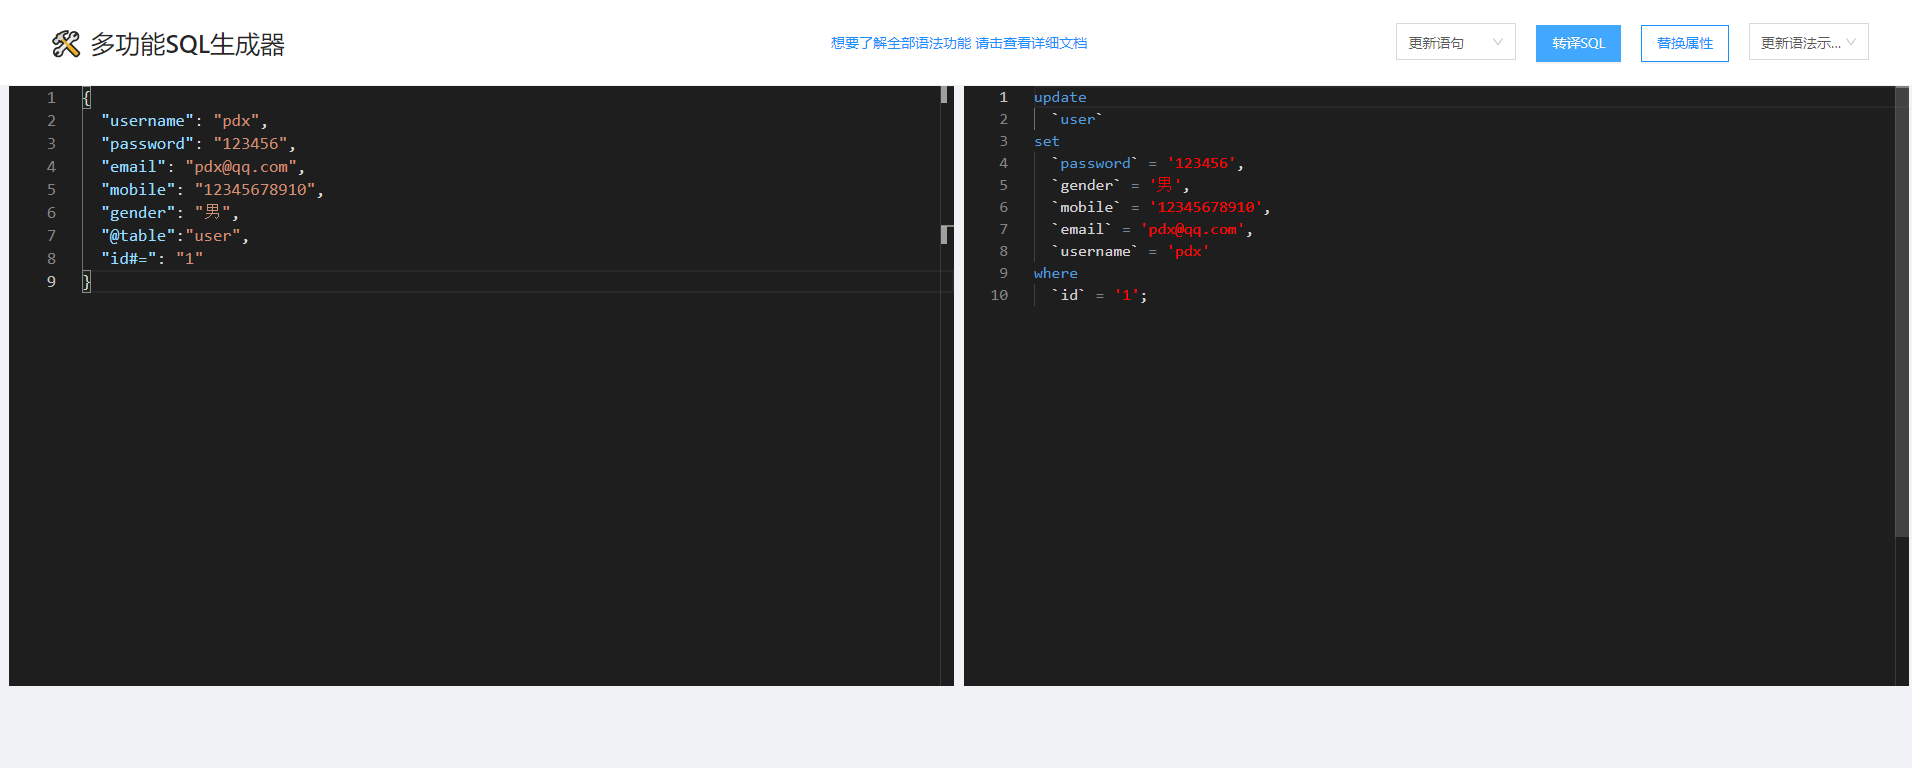 多功能SQL生成器
想要了解全部语法功能 请击查看详细文档
更新语句
转译SQL
替换属性
更新语法示...
1 {
2 "username": "pdx",
3 "password": "123456",
4 "email": "pdx@qq.com",
5 "mobile": "12345678910",
6 "gender": "男",
7 "@table":"user",
8 "id#=": "1"
9 }
1 update
2 `user`
3 set
4 `password` = '123456',
5 `gender` = '男',
6 `mobile` = '12345678910',
7 `email` = 'pdx@qq.com',
8 `username` = 'pdx'
9 where
10 `id` = '1';